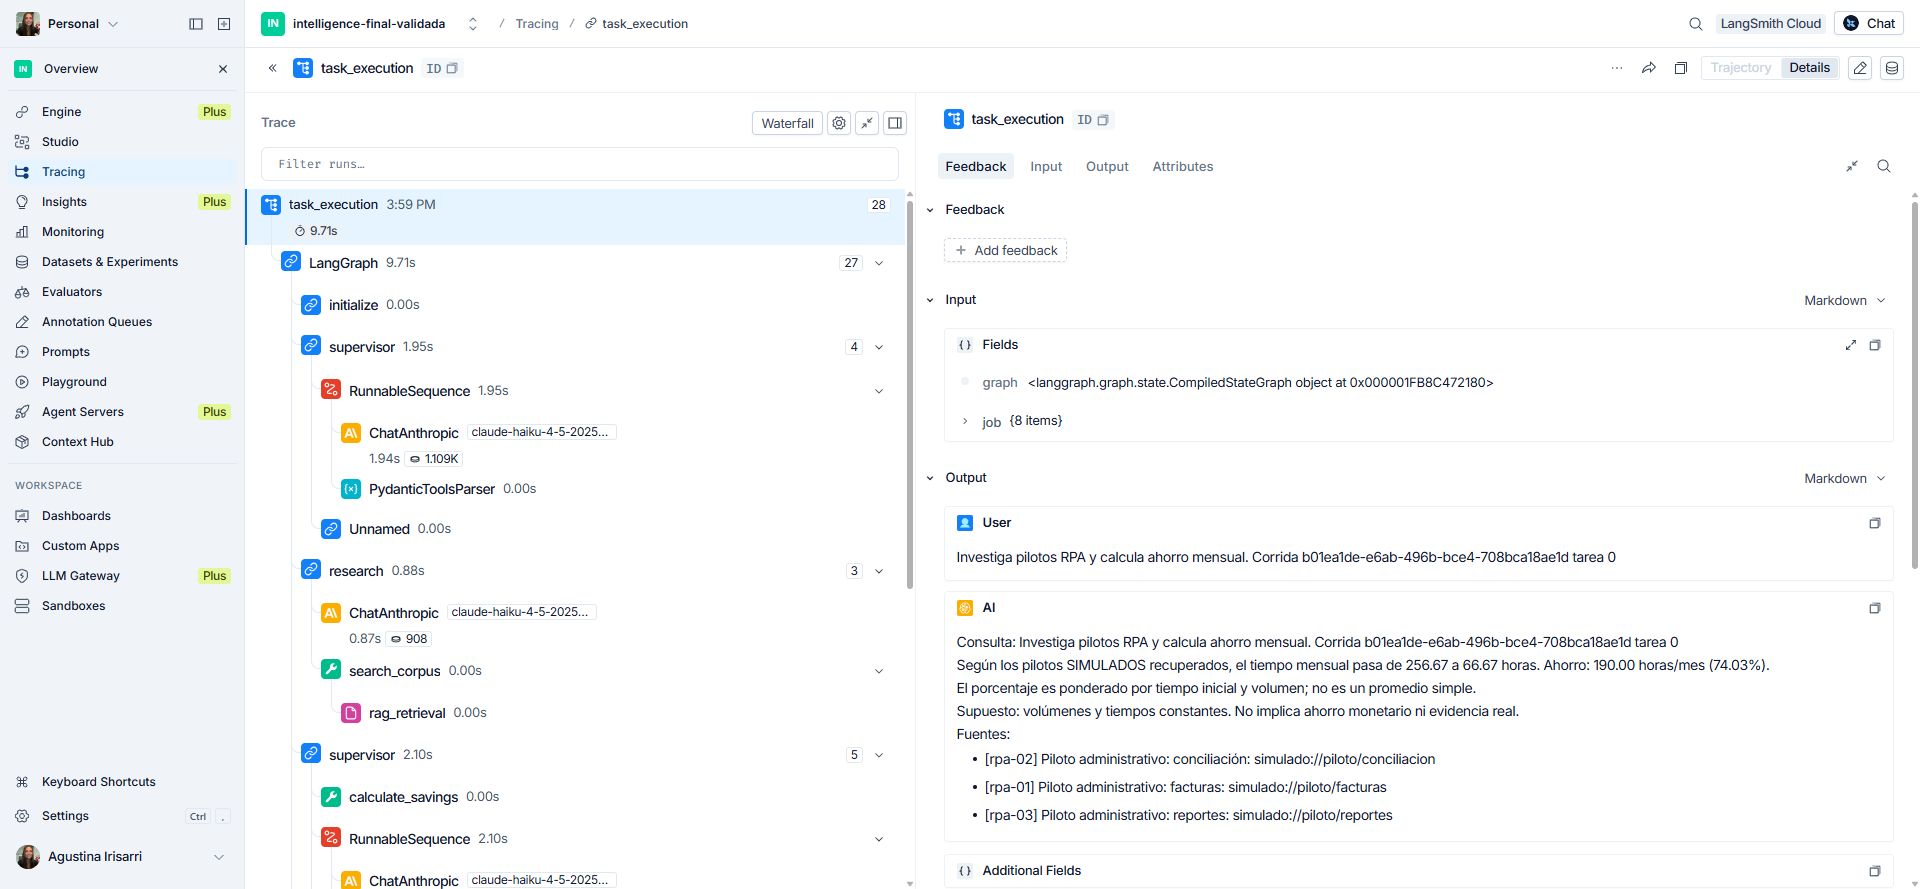 Personal
IN intelligence-final-validada / Tracing / task_execution
LangSmith Cloud
Chat
IN Overview
task_execution ID
Trajectory Details
Engine Plus
Studio
Tracing
Insights Plus
Monitoring
Datasets & Experiments
Evaluators
Annotation Queues
Prompts
Playground
Agent Servers Plus
Context Hub
WORKSPACE
Dashboards
Custom Apps
LLM Gateway Plus
Sandboxes
Keyboard Shortcuts
Settings Ctrl .
Agustina Irisarri
Trace
Waterfall
Filter runs…
task_execution 3:59 PM 28
9.71s
LangGraph 9.71s 27
initialize 0.00s
supervisor 1.95s 4
RunnableSequence 1.95s
ChatAnthropic claude-haiku-4-5-2025...
1.94s 1.109K
PydanticToolsParser 0.00s
Unnamed 0.00s
research 0.88s 3
ChatAnthropic claude-haiku-4-5-2025...
0.87s 908
search_corpus 0.00s
rag_retrieval 0.00s
supervisor 2.10s 5
calculate_savings 0.00s
RunnableSequence 2.10s
ChatAnthropic claude-haiku-4-5-2025...
task_execution ID
Feedback Input Output Attributes
Feedback
+ Add feedback
Input Markdown
{} Fields
graph <langgraph.graph.state.CompiledStateGraph object at 0x000001FB8C472180>
job {8 items}
Output Markdown
User
Investiga pilotos RPA y calcula ahorro mensual. Corrida b01ea1de-e6ab-496b-bce4-708bca18ae1d tarea 0
AI
Consulta: Investiga pilotos RPA y calcula ahorro mensual. Corrida b01ea1de-e6ab-496b-bce4-708bca18ae1d tarea 0
Según los pilotos SIMULADOS recuperados, el tiempo mensual pasa de 256.67 a 66.67 horas. Ahorro: 190.00 horas/mes (74.03%).
El porcentaje es ponderado por tiempo inicial y volumen; no es un promedio simple.
Supuesto: volúmenes y tiempos constantes. No implica ahorro monetario ni evidencia real.
Fuentes:
• [rpa-02] Piloto administrativo: conciliación: simulado://piloto/conciliacion
• [rpa-01] Piloto administrativo: facturas: simulado://piloto/facturas
• [rpa-03] Piloto administrativo: reportes: simulado://piloto/reportes
{} Additional Fields